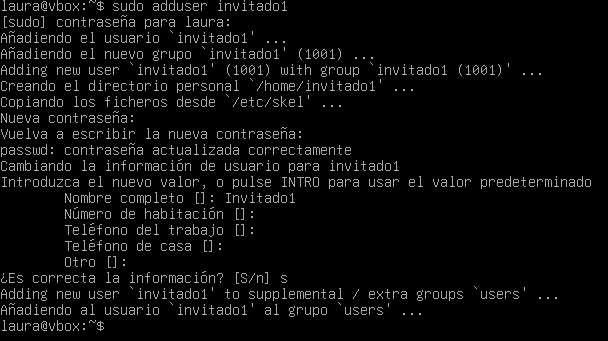 laura@vbox:~$ sudo adduser invitado1
[sudo] contraseña para laura:
Añadiendo el usuario `invitado1' ...
Añadiendo el nuevo grupo `invitado1' (1001) ...
Adding new user `invitado1' (1001) with group `invitado1 (1001)' ...
Creando el directorio personal `/home/invitado1' ...
Copiando los ficheros desde `/etc/skel' ...
Nueva contraseña:
Vuelva a escribir la nueva contraseña:
passwd: contraseña actualizada correctamente
Cambiando la información de usuario para invitado1
Introduzca el nuevo valor, o pulse INTRO para usar el valor predeterminado
Nombre completo []: Invitado1
Número de habitación []:
Teléfono del trabajo []:
Teléfono de casa []:
Otro []:
¿Es correcta la información? [S/n] s
Adding new user `invitado1' to supplemental / extra groups `users' ...
Añadiendo al usuario `invitado1' al grupo `users' ...
laura@vbox:~$